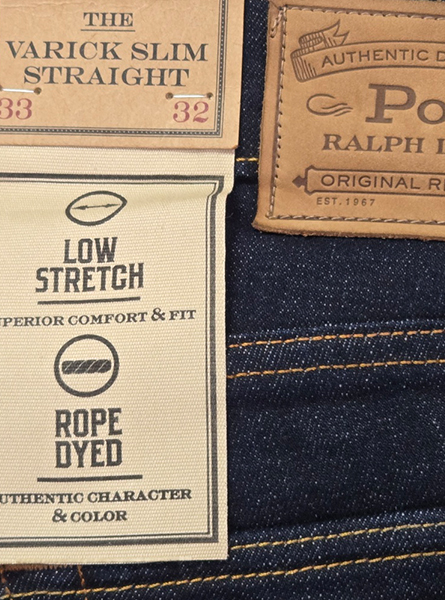 THE
VARICK SLIM
STRAIGHT
33 32
LOW
STRETCH
SUPERIOR COMFORT & FIT
ROPE
DYED
AUTHENTIC CHARACTER
& COLOR
AUTHENTIC D
Po
RALPH L
ORIGINAL R
EST. 1967